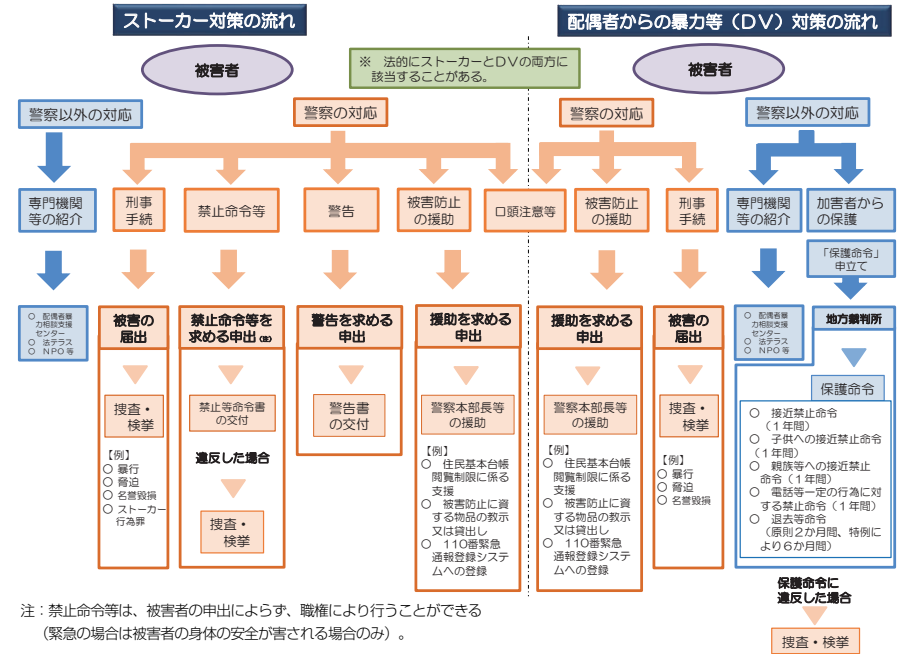 ストーカー対策の流れ
配偶者からの暴力等（ＤＶ）対策の流れ
被害者
※　法的にストーカーとＤＶの両方に
該当することがある。
被害者
警察以外の対応
警察の対応
警察の対応
警察以外の対応
専門機関
等の紹介
刑事
手続
禁止命令等
警告
被害防止
の援助
口頭注意等
被害防止
の援助
刑事
手続
専門機関
等の紹介
加害者から
の保護
「保護命令」
申立て
○　配偶者暴
力相談支援
センター
○　法テラス
○　ＮＰＯ等
被害の
届出
捜査・
検挙
【例】
○ 暴行
○ 脅迫
○ 名誉毀損
○ ストーカー
行為罪
禁止命令等を
求める申出（注）
禁止等命令書
の交付
違反した場合
捜査・
検挙
警告を求める
申出
警告書
の交付
援助を求める
申出
警察本部長等
の援助
【例】
○　住民基本台帳
閲覧制限に係る
支援
○　被害防止に資
する物品の教示
又は貸出し
○　110番緊急
通報登録システ
ムへの登録
援助を求める
申出
警察本部長等
の援助
【例】
○　住民基本台帳
閲覧制限に係る
支援
○　被害防止に資
する物品の教示
又は貸出し
○　110番緊急
通報登録システ
ムへの登録
被害の
届出
捜査・
検挙
【例】
○ 暴行
○ 脅迫
○ 名誉毀損
○　配偶者暴
力相談支援
センター
○　法テラス
○　ＮＰＯ等
地方裁判所
保護命令
○　接近禁止命令
（１年間）
○　子供への接近禁止命令
（１年間）
○　親族等への接近禁止
命令（１年間）
○　電話等一定の行為に対
する禁止命令（１年間）
○　退去等命令
（原則２か月間、特例に
より６か月間）
保護命令に
違反した場合
捜査・検挙
注：禁止命令等は、被害者の申出によらず、職権により行うことができる
（緊急の場合は被害者の身体の安全が害される場合のみ）。